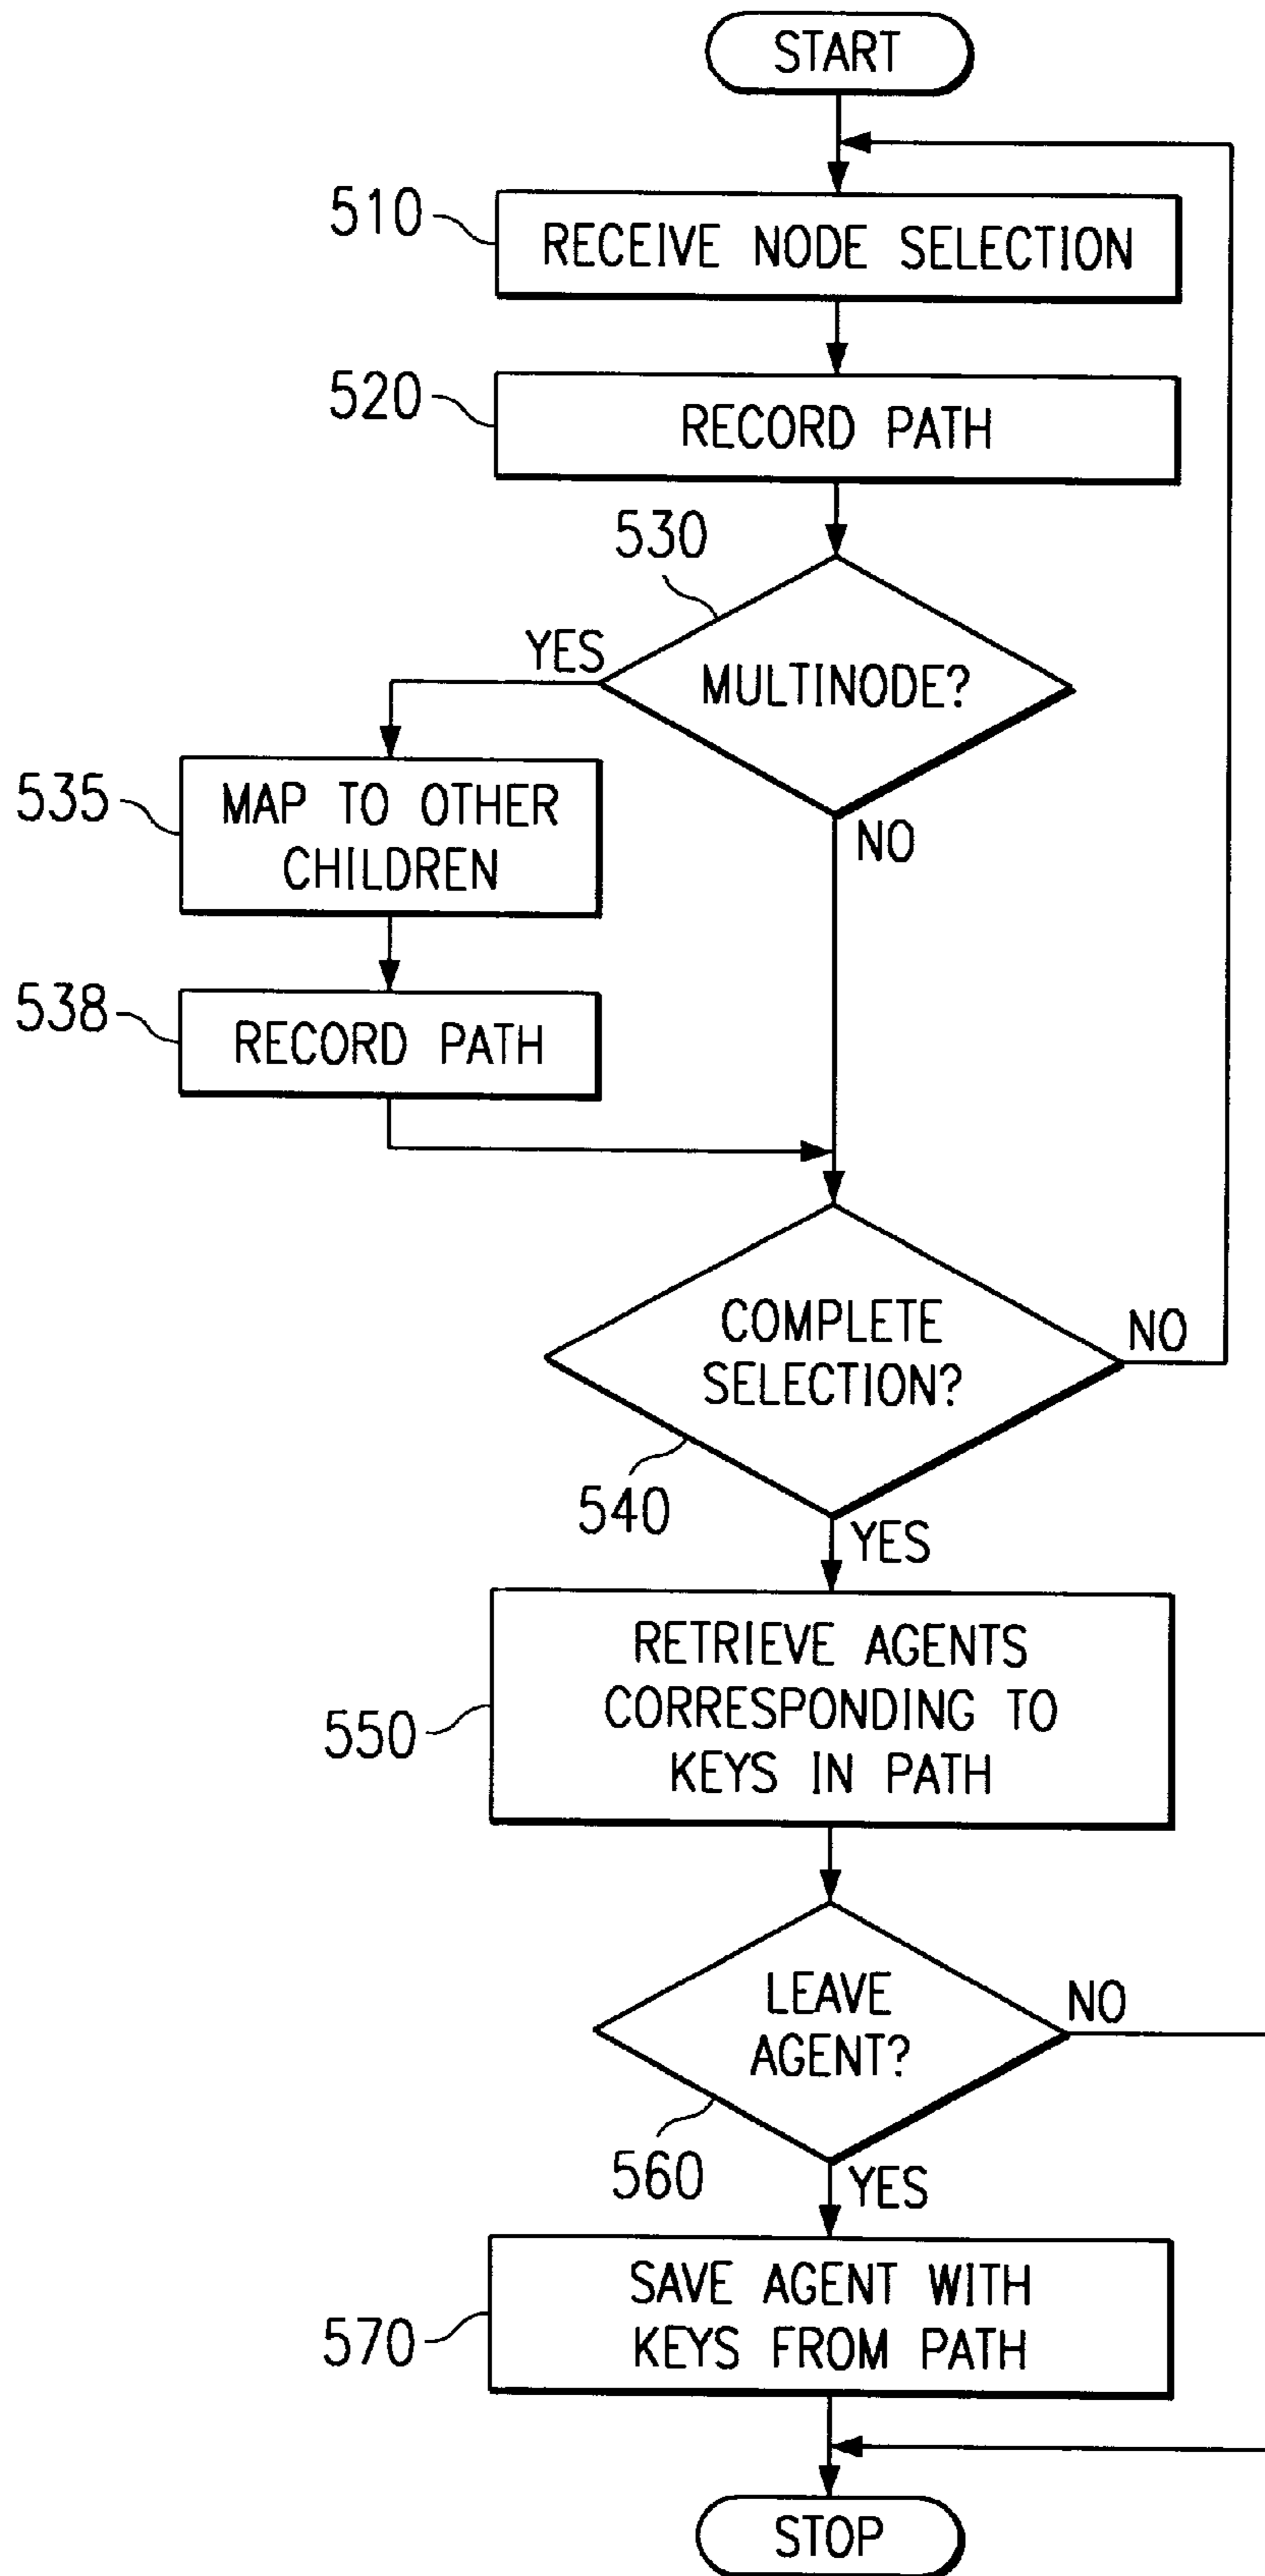 START
510
RECEIVE NODE SELECTION
520
RECORD PATH
530
YES
MULTINODE?
NO
535
MAP TO OTHER
CHILDREN
538
RECORD PATH
COMPLETE
SELECTION?
NO
540
YES
550
RETRIEVE AGENTS
CORRESPONDING TO
KEYS IN PATH
LEAVE
AGENT?
NO
560
YES
570
SAVE AGENT WITH
KEYS FROM PATH
STOP